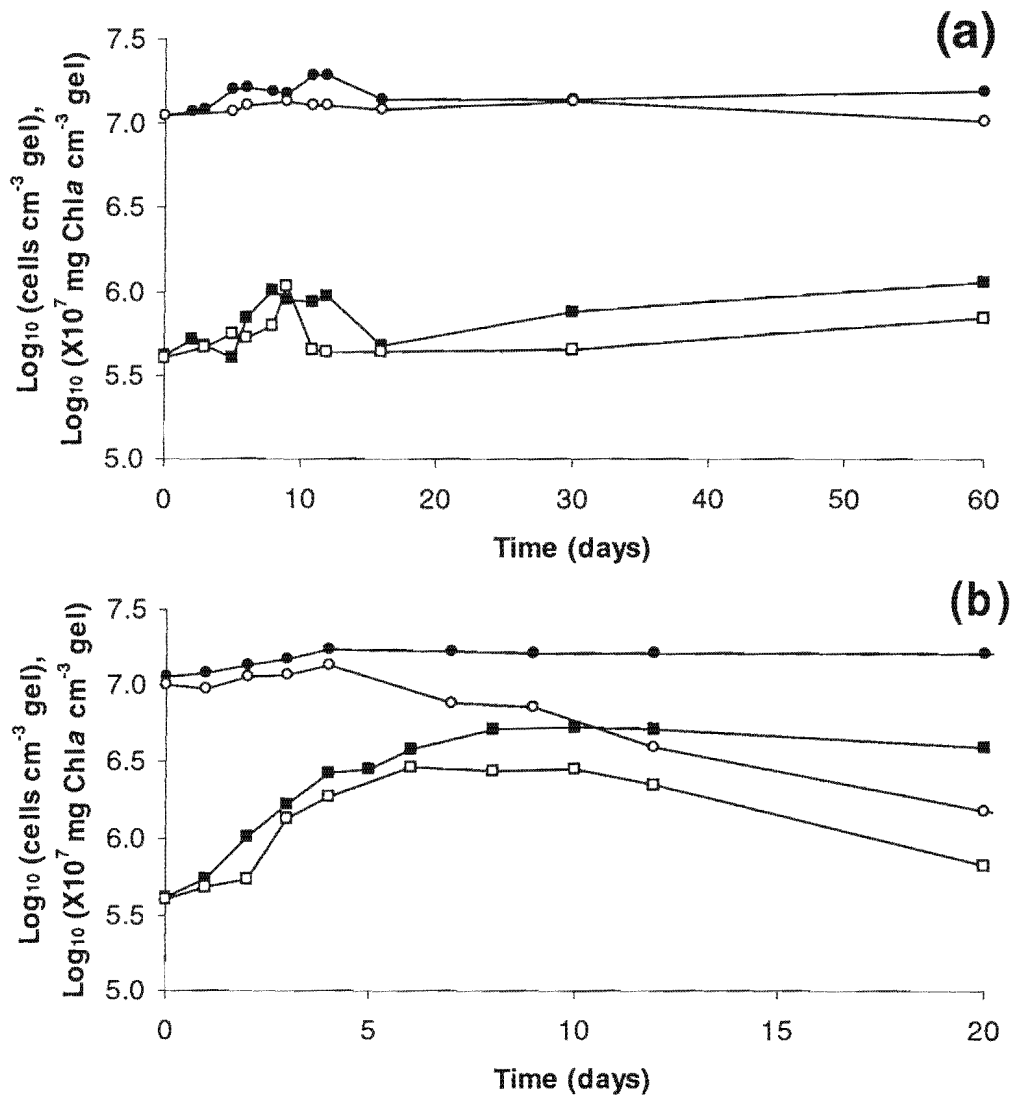 (a)
Log₁₀ (cells cm⁻³ gel),
Log₁₀ (X10⁷ mg Chla cm⁻³ gel)
7.5
7.0
6.5
6.0
5.5
5.0
0 10 20 30 40 50 60
Time (days)
(b)
Log₁₀ (cells cm⁻³ gel),
Log₁₀ (X10⁷ mg Chla cm⁻³ gel)
7.5
7.0
6.5
6.0
5.5
5.0
0 5 10 15 20
Time (days)